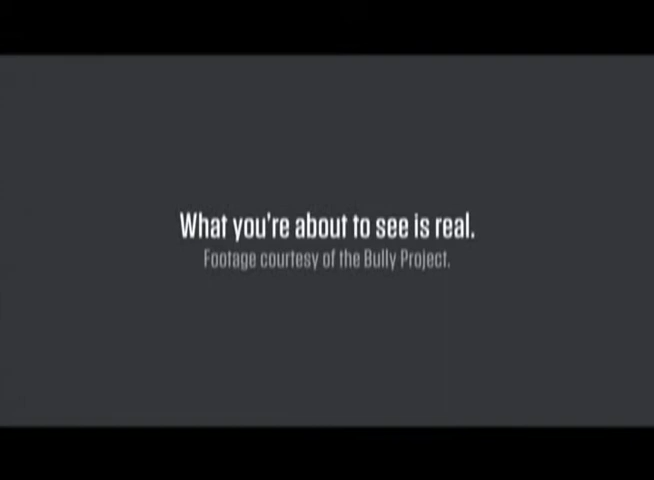 What you're about to see is real.
Footage courtesy of the Bully Project.